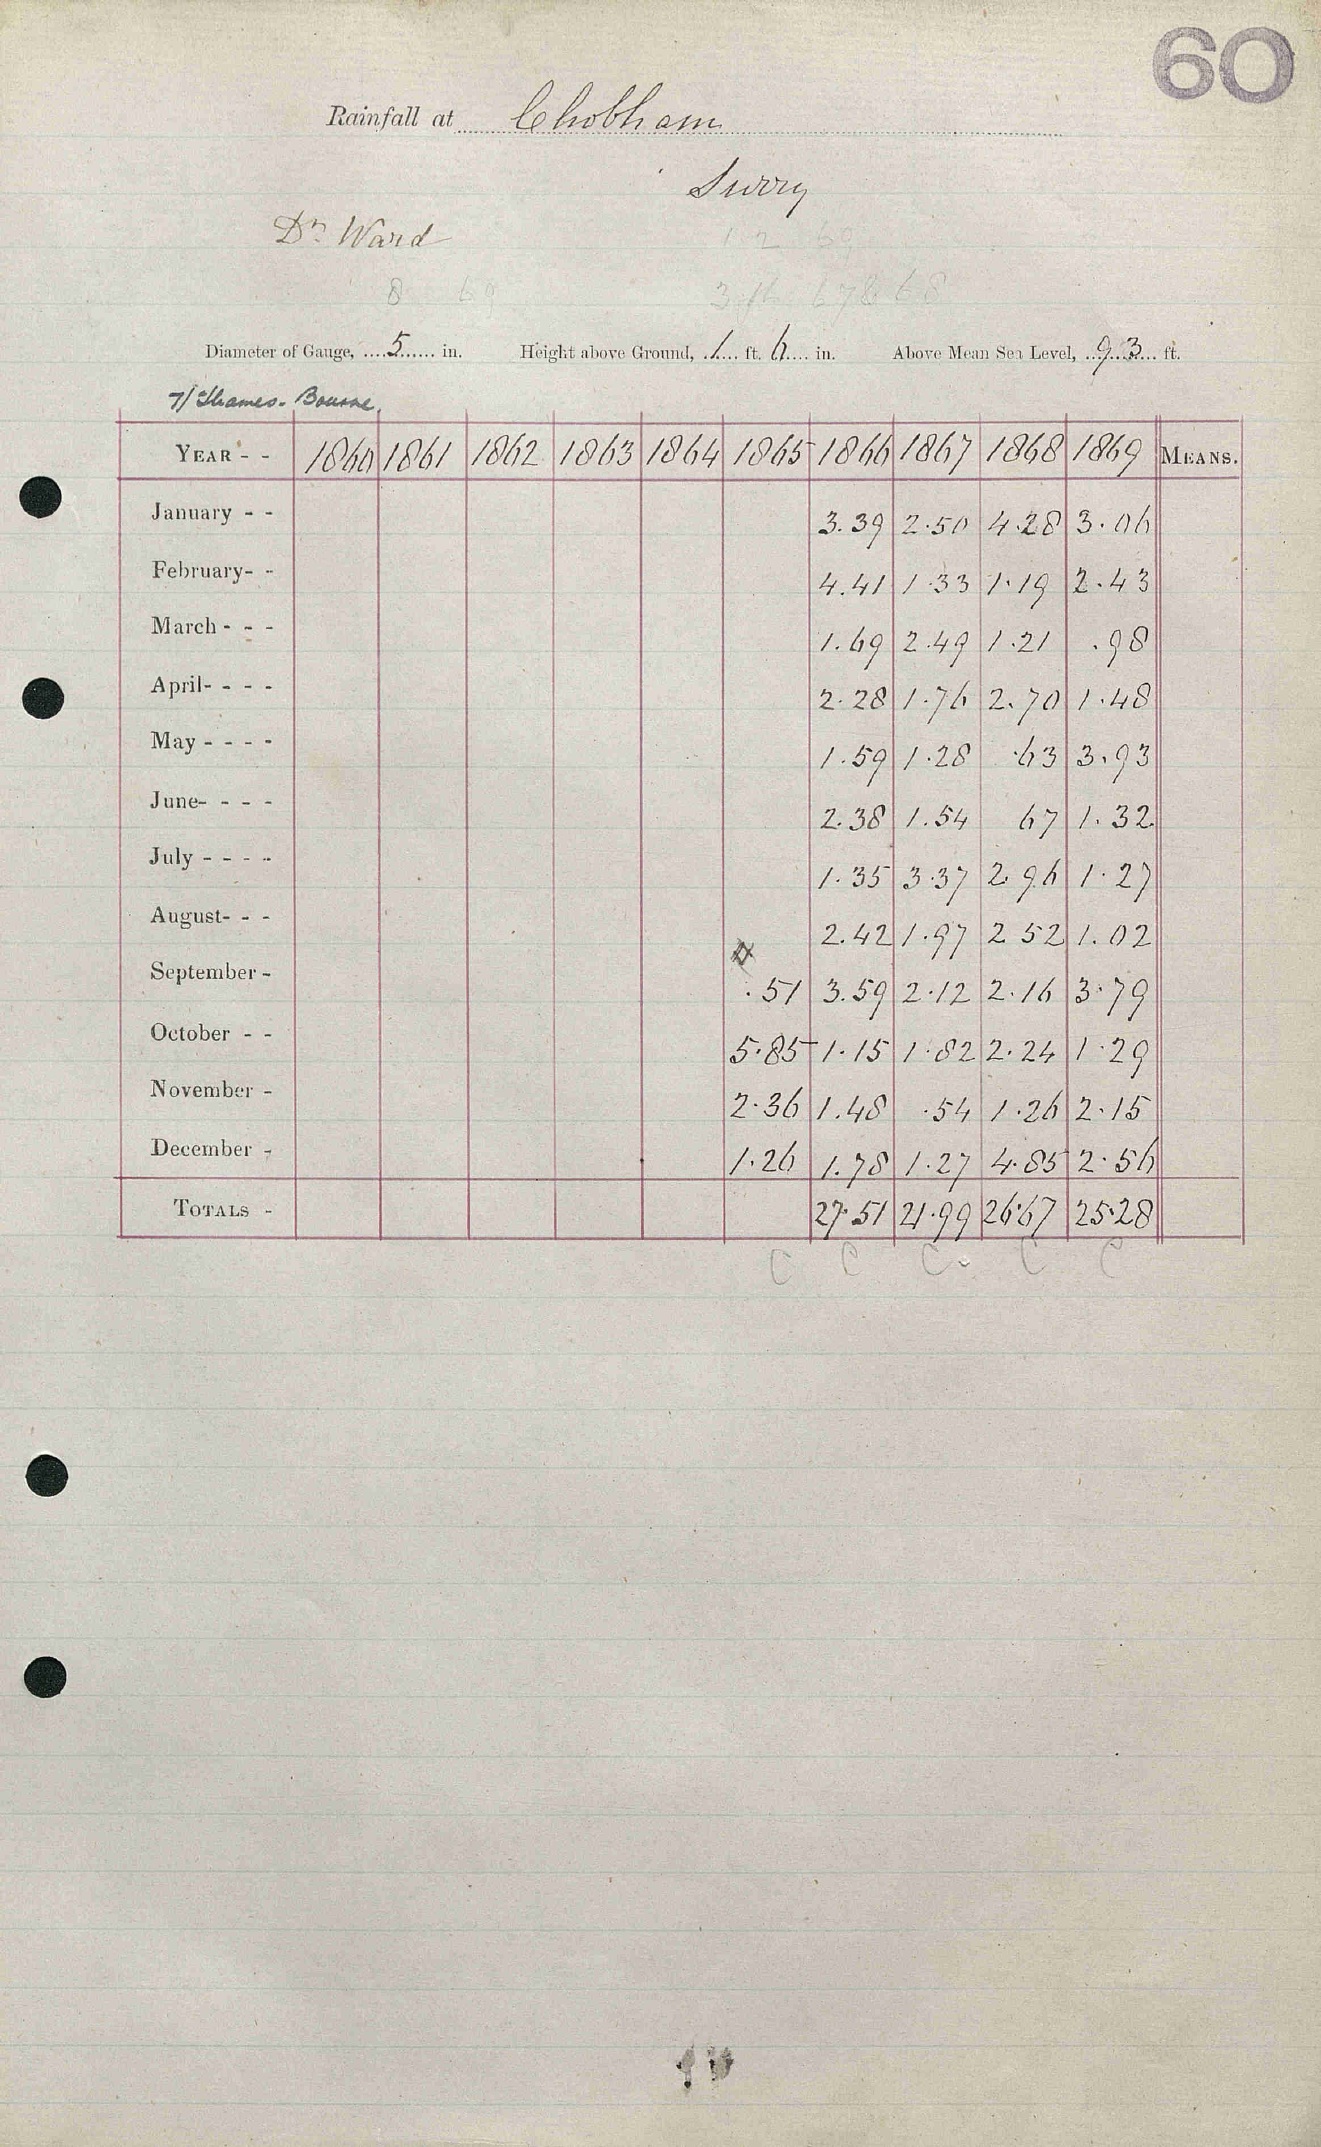 60
Rainfall at Chobham
Surry
Dr. Ward
1 2 69
8 69
Diameter of Gauge, 5 in. Height above Ground, 1 ft. 6 in. Above Mean Sea Level, 93 ft.
7/Thames. Bourne.
YEAR - - 1860 1861 1862 1863 1864 1865 1866 1867 1868 1869 MEANS.
January - - 3.39 2.50 4.28 3.06
February- - 4.41 1.33 1.19 2.43
March - - - 1.69 2.49 1.21 .98
April- - - - 2.28 1.76 2.70 1.48
May - - - - 1.59 1.28 .63 3.93
June- - - - 2.38 1.54 67 1.32
July - - - - 1.35 3.37 2.96 1.27
August- - - 2.42 1.97 2 52 1.02
September - .51 3.59 2.12 2.16 3.79
October - - 5.85 1.15 1.82 2.24 1.29
November - 2.36 1.48 .54 1.26 2.15
December - 1.26 1.78 1.27 4.85 2.56
TOTALS - 27.51 21.99 26.67 25.28
C C C C C